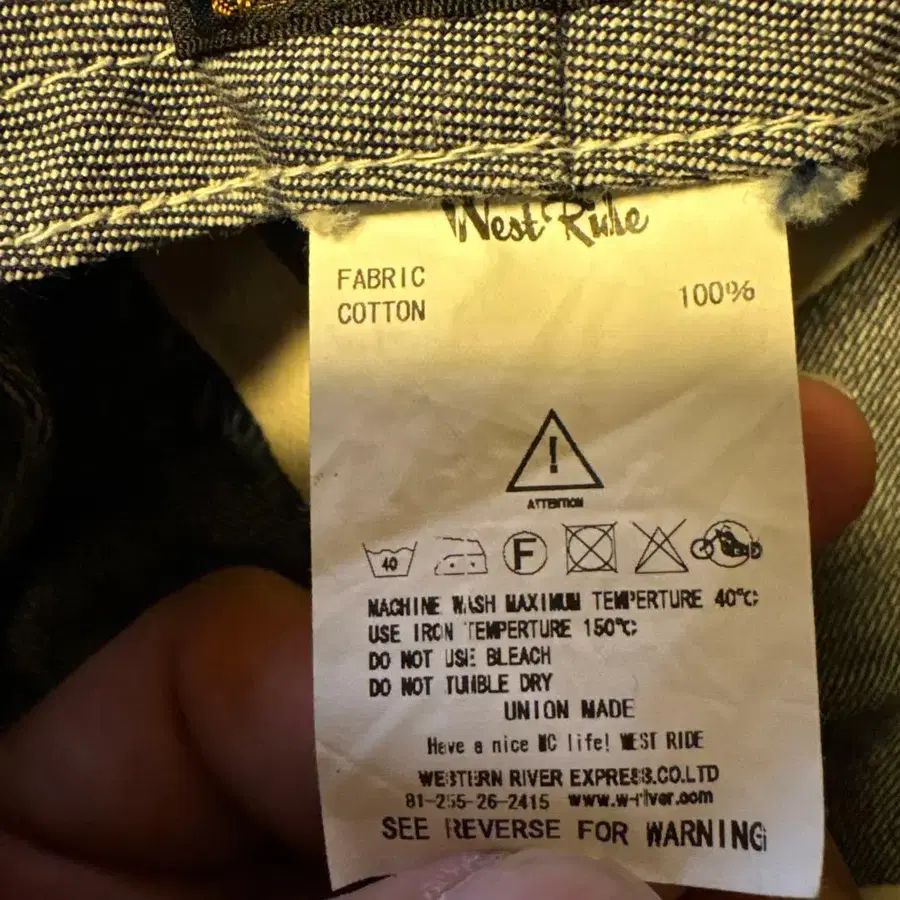 West Ride
FABRIC
COTTON 100%
!
ATTENTION
40 F
MACHINE WASH MAXIMUM TEMPERTURE 40℃
USE IRON TEMPERTURE 150℃
DO NOT USE BLEACH
DO NOT TUMBLE DRY
UNION MADE
Have a nice MC life! WEST RIDE
WESTERN RIVER EXPRESS.CO.LTD
81-255-26-2415 www.w-river.com
SEE REVERSE FOR WARNING